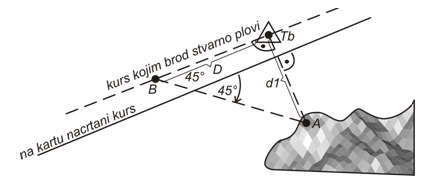 kurs kojim brod stvarno plovi
Tb
D
45°
B
d1
45°
A
na kartu nacrtani kurs